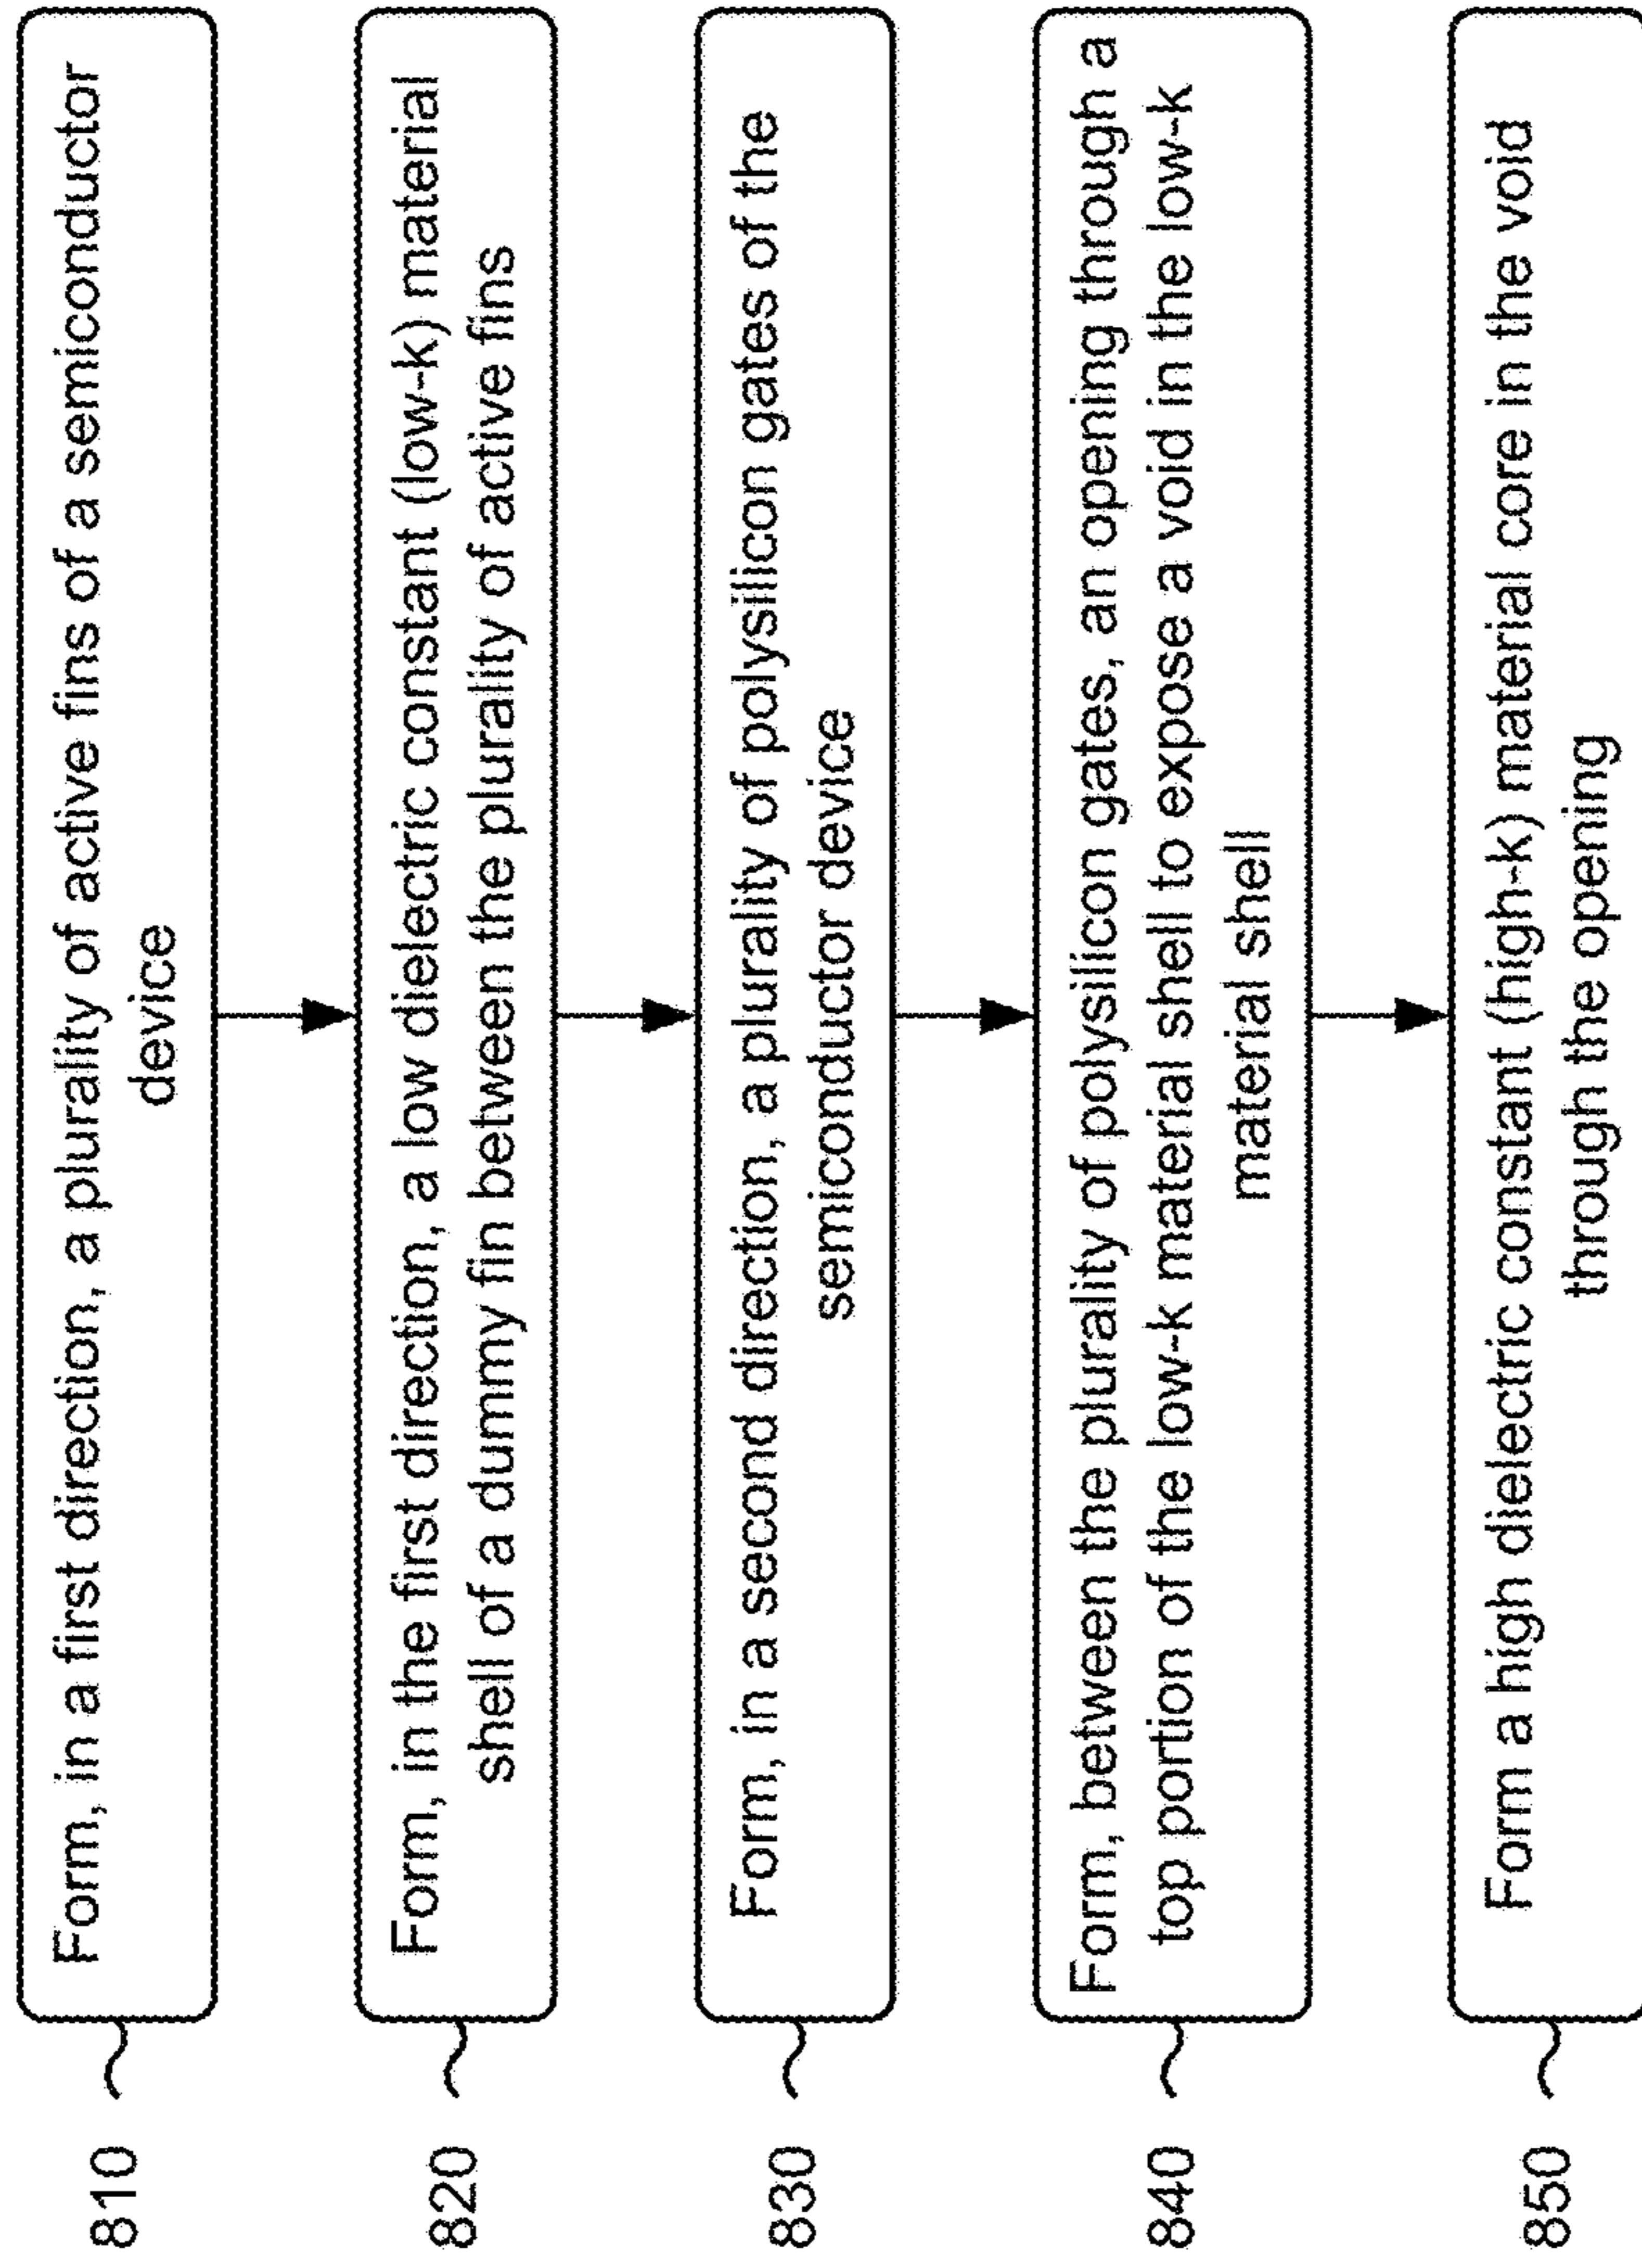 810
Form, in a first direction, a plurality of active fins of a semiconductor
device
820
Form, in the first direction, a low dielectric constant (low-k) material
shell of a dummy fin between the plurality of active fins
830
Form, in a second direction, a plurality of polysilicon gates of the
semiconductor device
840
Form, between the plurality of polysilicon gates, an opening through a
top portion of the low-k material shell to expose a void in the low-k
material shell
850
Form a high dielectric constant (high-k) material core in the void
through the opening